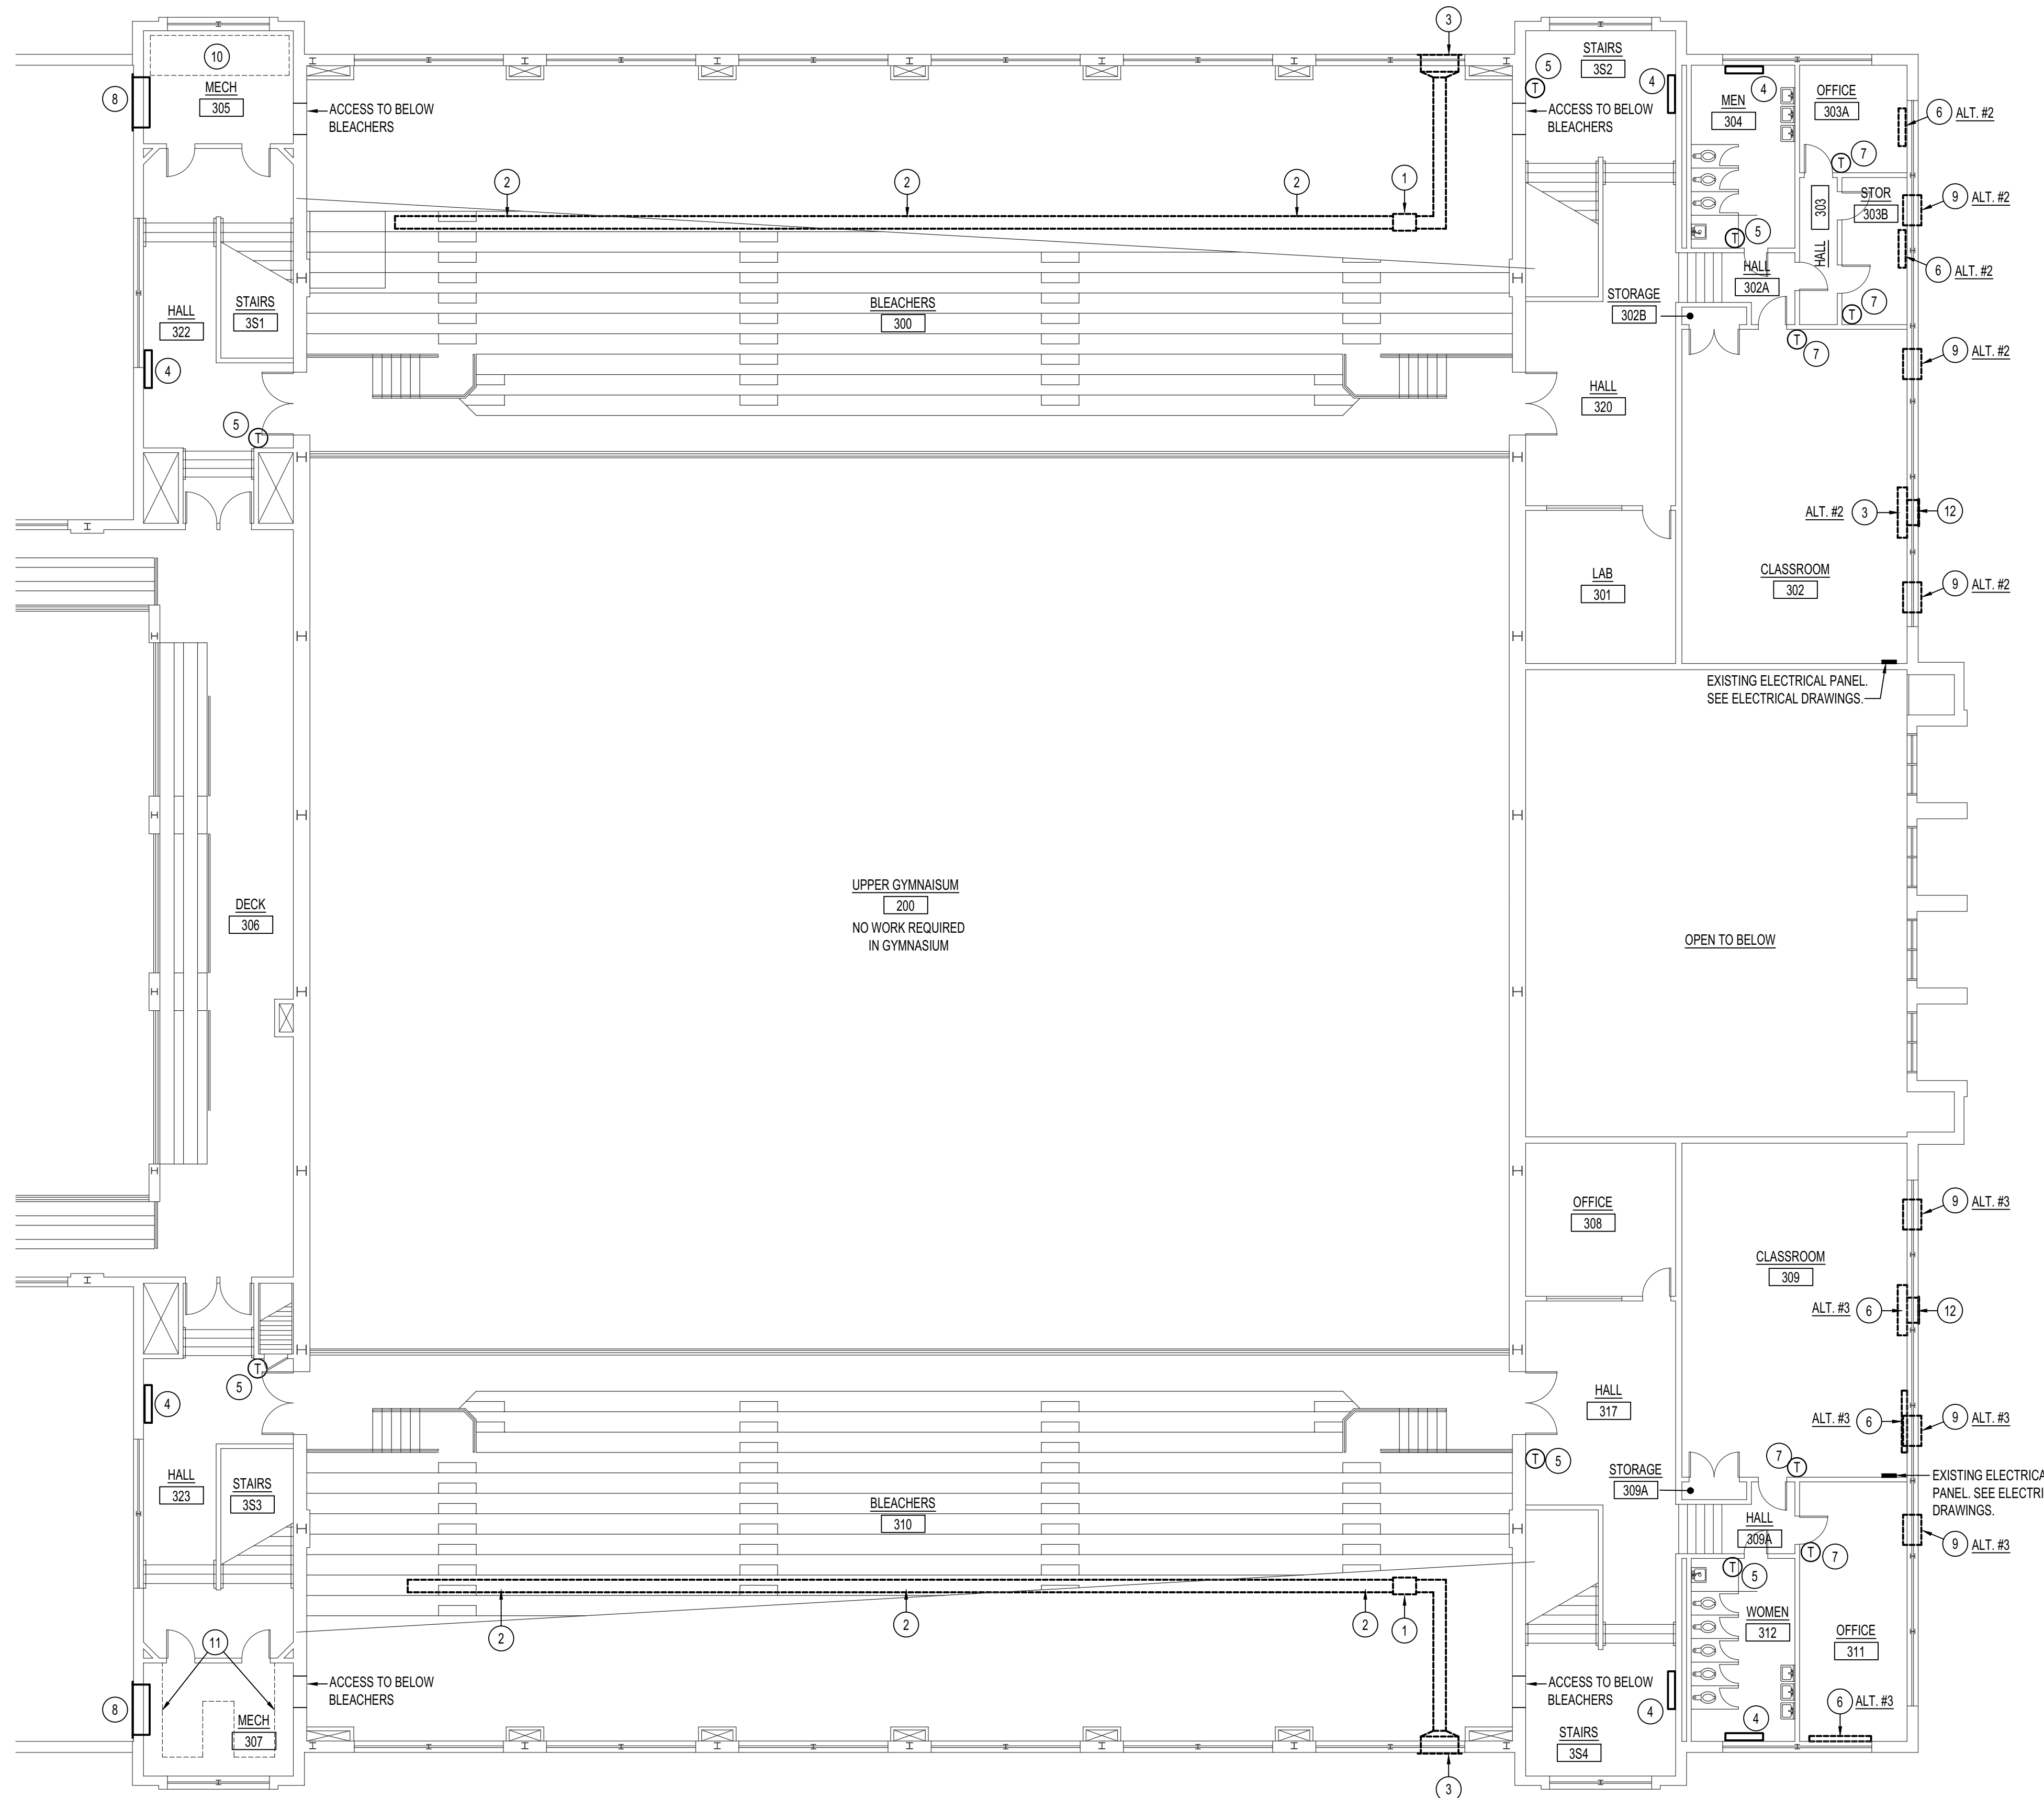 3
10
MECH
305
8
ACCESS TO BELOW
BLEACHERS
5
T
STAIRS
3S2
4
ACCESS TO BELOW
BLEACHERS
MEN
304
4
OFFICE
303A
6 ALT. #2
T
7
2
2
2
1
303
HALL
STOR
303B
9 ALT. #2
T
5
6 ALT. #2
HALL
302A
HALL
322
STAIRS
3S1
BLEACHERS
300
STORAGE
302B
T
7
T
7
9 ALT. #2
4
5
T
HALL
320
ALT. #2 3
12
LAB
301
CLASSROOM
302
9 ALT. #2
EXISTING ELECTRICAL PANEL.
SEE ELECTRICAL DRAWINGS.
DECK
306
UPPER GYMNAISUM
200
NO WORK REQUIRED
IN GYMNASIUM
OPEN TO BELOW
OFFICE
308
9 ALT. #3
CLASSROOM
309
ALT. #3 6
12
T
5
4
HALL
317
ALT. #3 6
9 ALT. #3
T 5
7
T
HALL
323
STAIRS
3S3
STORAGE
309A
EXISTING ELECTRICA
PANEL. SEE ELECTRI
DRAWINGS.
BLEACHERS
310
HALL
309A
T
7
9 ALT. #3
T
5
2
2
2
1
WOMEN
312
OFFICE
311
11
8
MECH
307
ACCESS TO BELOW
BLEACHERS
ACCESS TO BELOW
BLEACHERS
4
4
6 ALT. #3
STAIRS
3S4
3